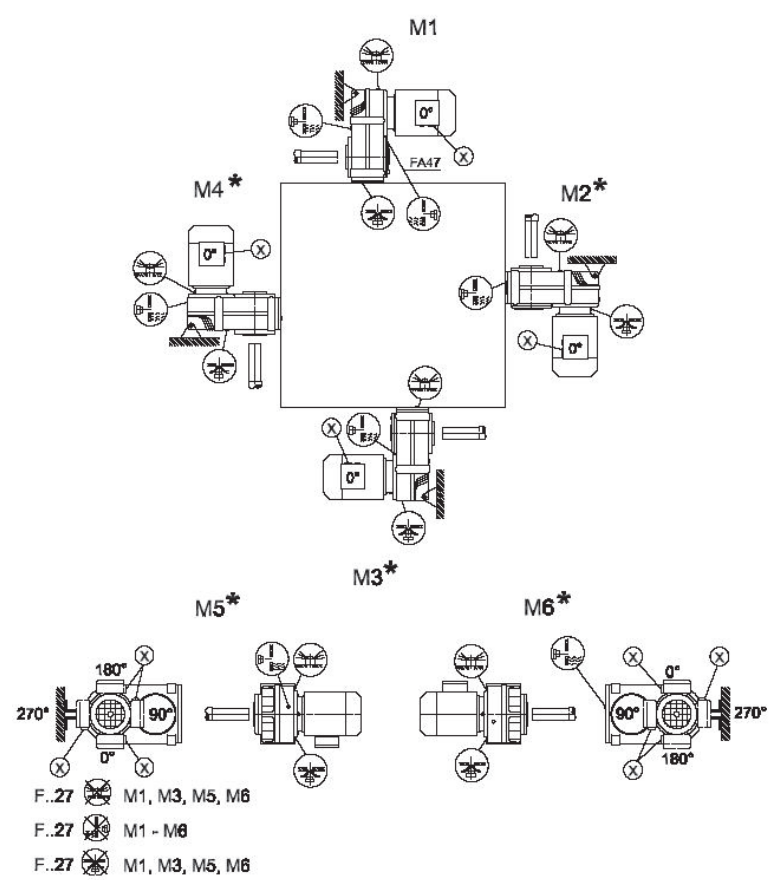 M1
0°
X
FA47
M4*
M2*
0°
X
X
0°
X
0°
M3*
M5*
M6*
X
X
X
180°
0°
270°
90°
90°
270°
0°
180°
X
X
X
F..27 M1, M3, M5, M6
F..27 M1 - M6
F..27 M1, M3, M5, M6